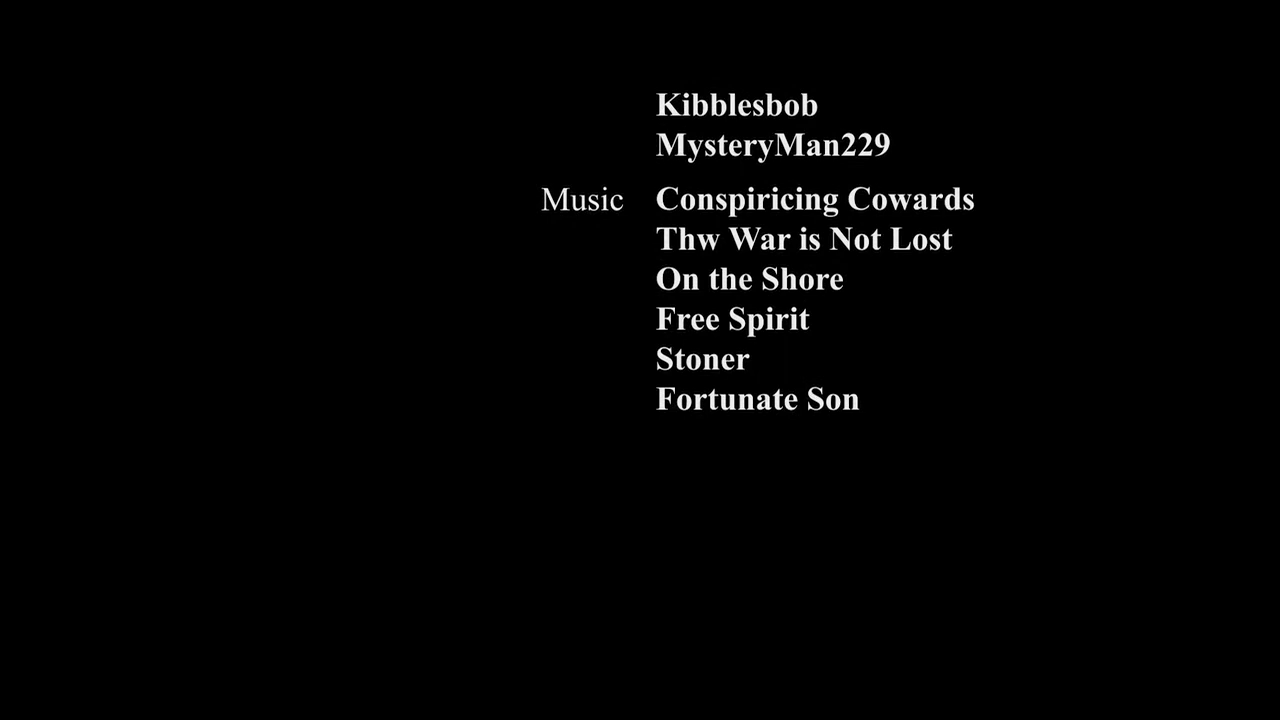 Kibblesbob
MysteryMan229
Music Conspiricing Cowards
Thw War is Not Lost
On the Shore
Free Spirit
Stoner
Fortunate Son